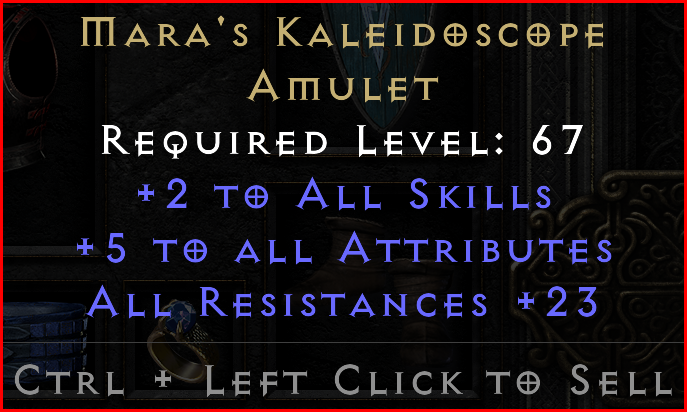 Mara's Kaleidoscope
Amulet
Required Level: 67
+2 to All Skills
+5 to all Attributes
All Resistances +23
Ctrl + Left Click to Sell